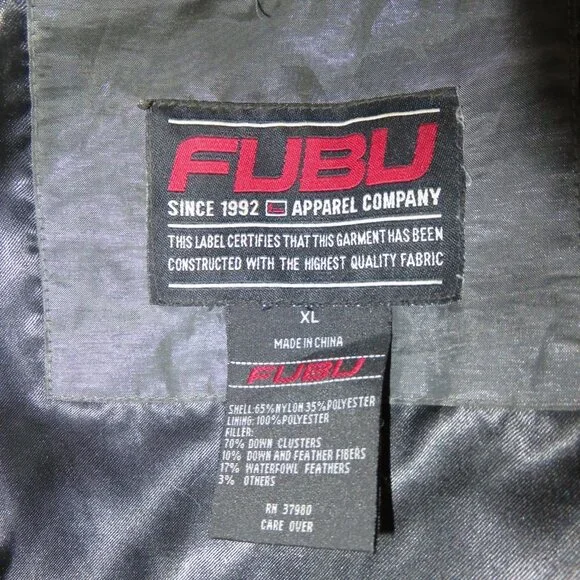 FUBU
SINCE 1992 APPAREL COMPANY
THIS LABEL CERTIFIES THAT THIS GARMENT HAS BEEN
CONSTRUCTED WITH THE HIGHEST QUALITY FABRIC
XL
MADE IN CHINA
FUBU
SHELL: 65% NYLON 35% POLYESTER
LINING: 100% POLYESTER
FILLER:
70% DOWN CLUSTERS
10% DOWN AND FEATHER FIBERS
17% WATERFOWL FEATHERS
3% OTHERS
RN 37980
CARE OVER